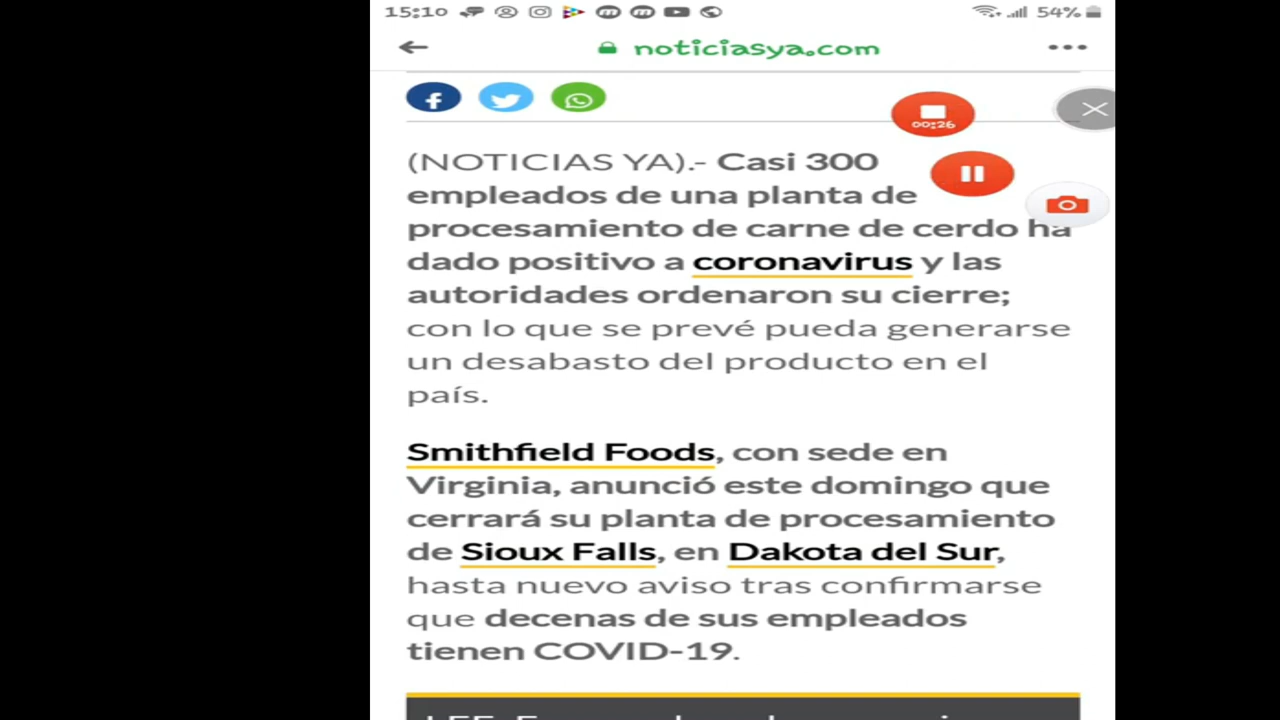 15:10
54%
noticiasya.com
00:26
(NOTICIAS YA).- Casi 300
empleados de una planta de
procesamiento de carne de cerdo ha
dado positivo a coronavirus y las
autoridades ordenaron su cierre;
con lo que se prevé pueda generarse
un desabasto del producto en el
país.
Smithfield Foods, con sede en
Virginia, anunció este domingo que
cerrará su planta de procesamiento
de Sioux Falls, en Dakota del Sur,
hasta nuevo aviso tras confirmarse
que decenas de sus empleados
tienen COVID-19.